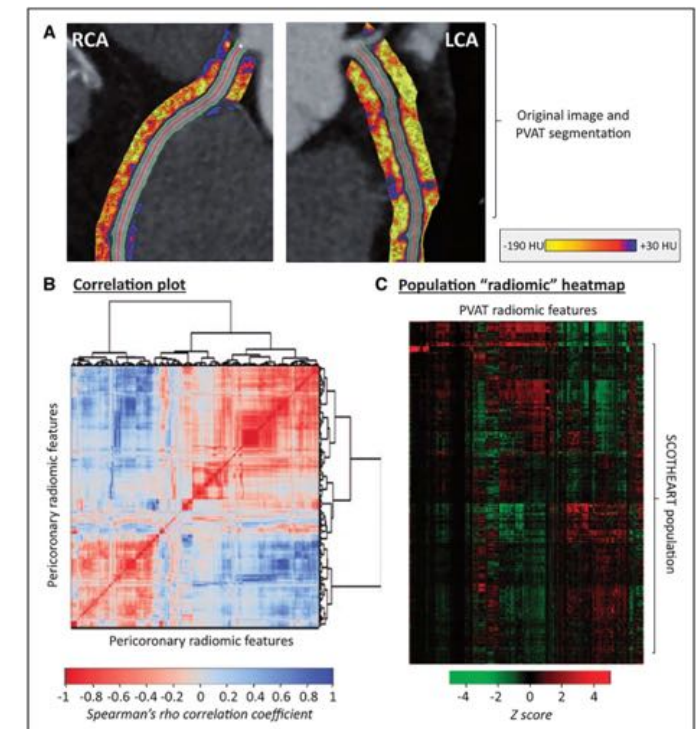 A
RCA
LCA
Original image and
PVAT segmentation
-190 HU
+30 HU
B Correlation plot
Pericoronary radiomic features
Pericoronary radiomic features
-1 -0.8 -0.6 -0.4 -0.2 0 0.2 0.4 0.6 0.8 1
Spearman's rho correlation coefficient
C Population "radiomic" heatmap
PVAT radiomic features
SCOTHEART population
-4 -2 0 2 4
Z score